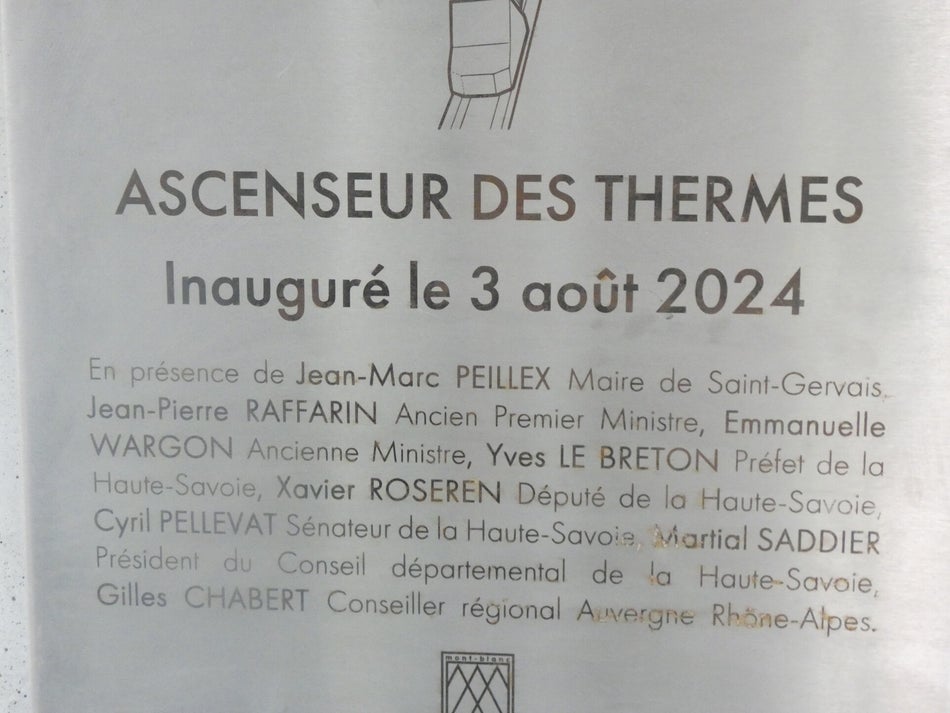 ASCENSEUR DES THERMES
Inauguré le 3 août 2024
En présence de Jean-Marc PEILLEX Maire de Saint-Gervais,
Jean-Pierre RAFFARIN Ancien Premier Ministre, Emmanuelle
WARGON Ancienne Ministre, Yves LE BRETON Préfet de la
Haute-Savoie, Xavier ROSEREN Député de la Haute-Savoie,
Cyril PELLEVAT Sénateur de la Haute-Savoie, Martial SADDIER
Président du Conseil départemental de la Haute-Savoie,
Gilles CHABERT Conseiller régional Auvergne Rhône-Alpes.
mont-blanc